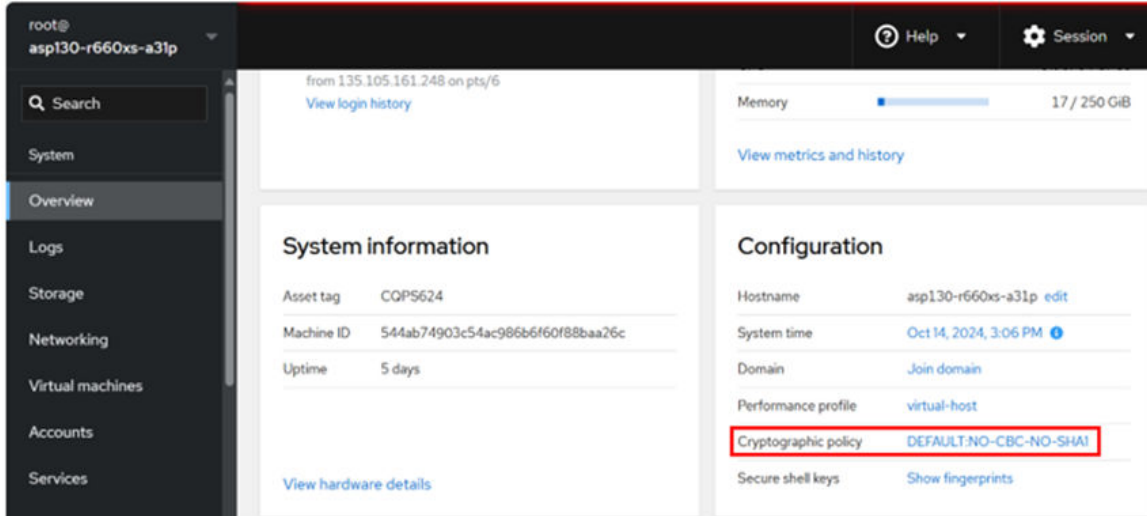 root@
asp130-r660xs-a31p
Help
Session
Search
System
Overview
Logs
Storage
Networking
Virtual machines
Accounts
Services
from 135.105.161.248 on pts/6
View login history
Memory 17 / 250 GiB
View metrics and history
System information
Asset tag CQPS624
Machine ID 544ab74903c54ac986b6f60f88baa26c
Uptime 5 days
View hardware details
Configuration
Hostname asp130-r660xs-a31p edit
System time Oct 14, 2024, 3:06 PM
Domain Join domain
Performance profile virtual-host
Cryptographic policy DEFAULT:NO-CBC-NO-SHA1
Secure shell keys Show fingerprints